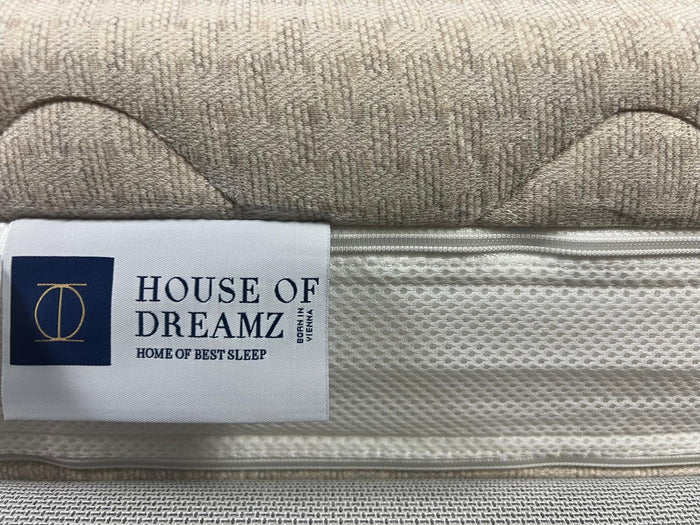 HOUSE OF
DREAMZ
BORN IN
VIENNA
HOME OF BEST SLEEP